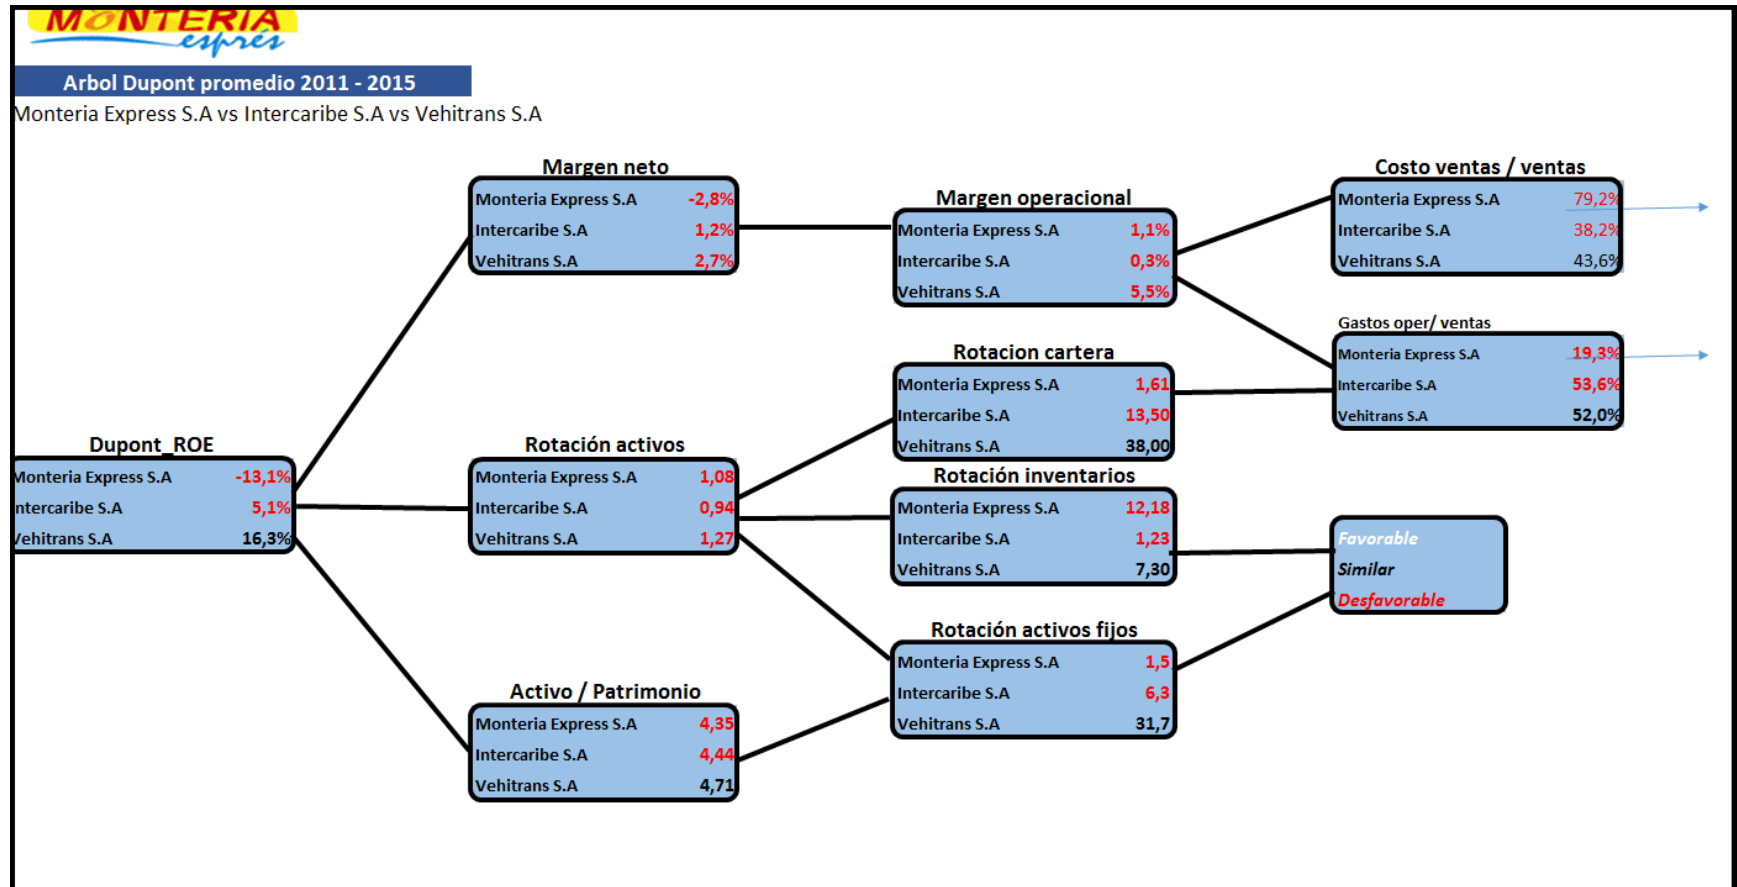 MONTERIA
esprés
Arbol Dupont promedio 2011 - 2015
Monteria Express S.A vs Intercaribe S.A vs Vehitrans S.A
Margen neto
Monteria Express S.A -2,8%
Intercaribe S.A 1,2%
Vehitrans S.A 2,7%
Margen operacional
Monteria Express S.A 1,1%
Intercaribe S.A 0,3%
Vehitrans S.A 5,5%
Costo ventas / ventas
Monteria Express S.A 79,2%
Intercaribe S.A 38,2%
Vehitrans S.A 43,6%
Gastos oper/ ventas
Monteria Express S.A 19,3%
Intercaribe S.A 53,6%
Vehitrans S.A 52,0%
Rotacion cartera
Monteria Express S.A 1,61
Intercaribe S.A 13,50
Vehitrans S.A 38,00
Dupont_ROE
Monteria Express S.A -13,1%
ntercaribe S.A 5,1%
Vehitrans S.A 16,3%
Rotación activos
Monteria Express S.A 1,08
Intercaribe S.A 0,94
Vehitrans S.A 1,27
Rotación inventarios
Monteria Express S.A 12,18
Intercaribe S.A 1,23
Vehitrans S.A 7,30
Favorable
Similar
Desfavorable
Rotación activos fijos
Monteria Express S.A 1,5
Intercaribe S.A 6,3
Vehitrans S.A 31,7
Activo / Patrimonio
Monteria Express S.A 4,35
Intercaribe S.A 4,44
Vehitrans S.A 4,71